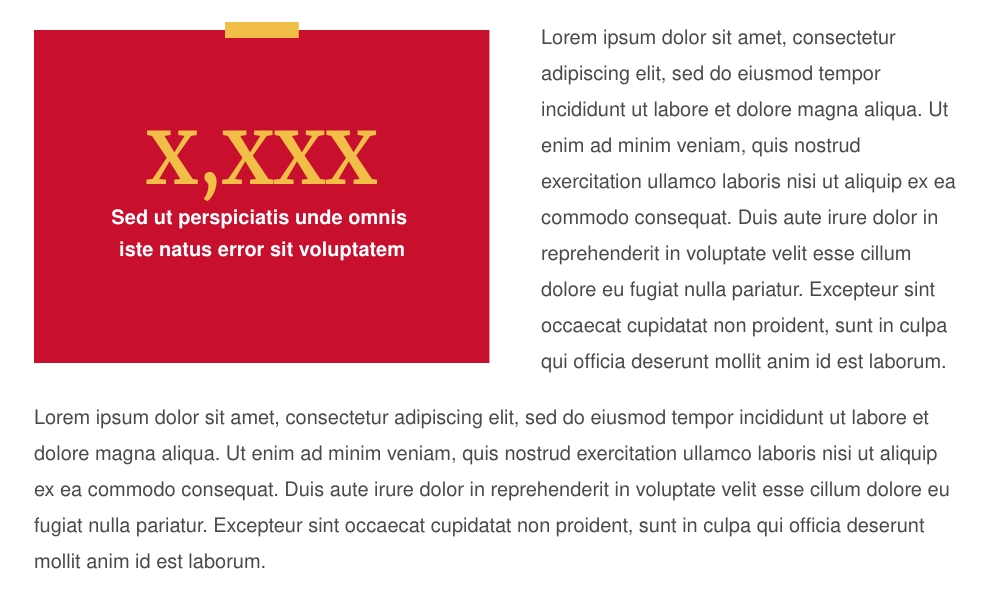 x,xxx
Sed ut perspiciatis unde omnis
iste natus error sit voluptatem
Lorem ipsum dolor sit amet, consectetur
adipiscing elit, sed do eiusmod tempor
incididunt ut labore et dolore magna aliqua. Ut
enim ad minim veniam, quis nostrud
exercitation ullamco laboris nisi ut aliquip ex ea
commodo consequat. Duis aute irure dolor in
reprehenderit in voluptate velit esse cillum
dolore eu fugiat nulla pariatur. Excepteur sint
occaecat cupidatat non proident, sunt in culpa
qui officia deserunt mollit anim id est laborum.
Lorem ipsum dolor sit amet, consectetur adipiscing elit, sed do eiusmod tempor incididunt ut labore et
dolore magna aliqua. Ut enim ad minim veniam, quis nostrud exercitation ullamco laboris nisi ut aliquip
ex ea commodo consequat. Duis aute irure dolor in reprehenderit in voluptate velit esse cillum dolore eu
fugiat nulla pariatur. Excepteur sint occaecat cupidatat non proident, sunt in culpa qui officia deserunt
mollit anim id est laborum.